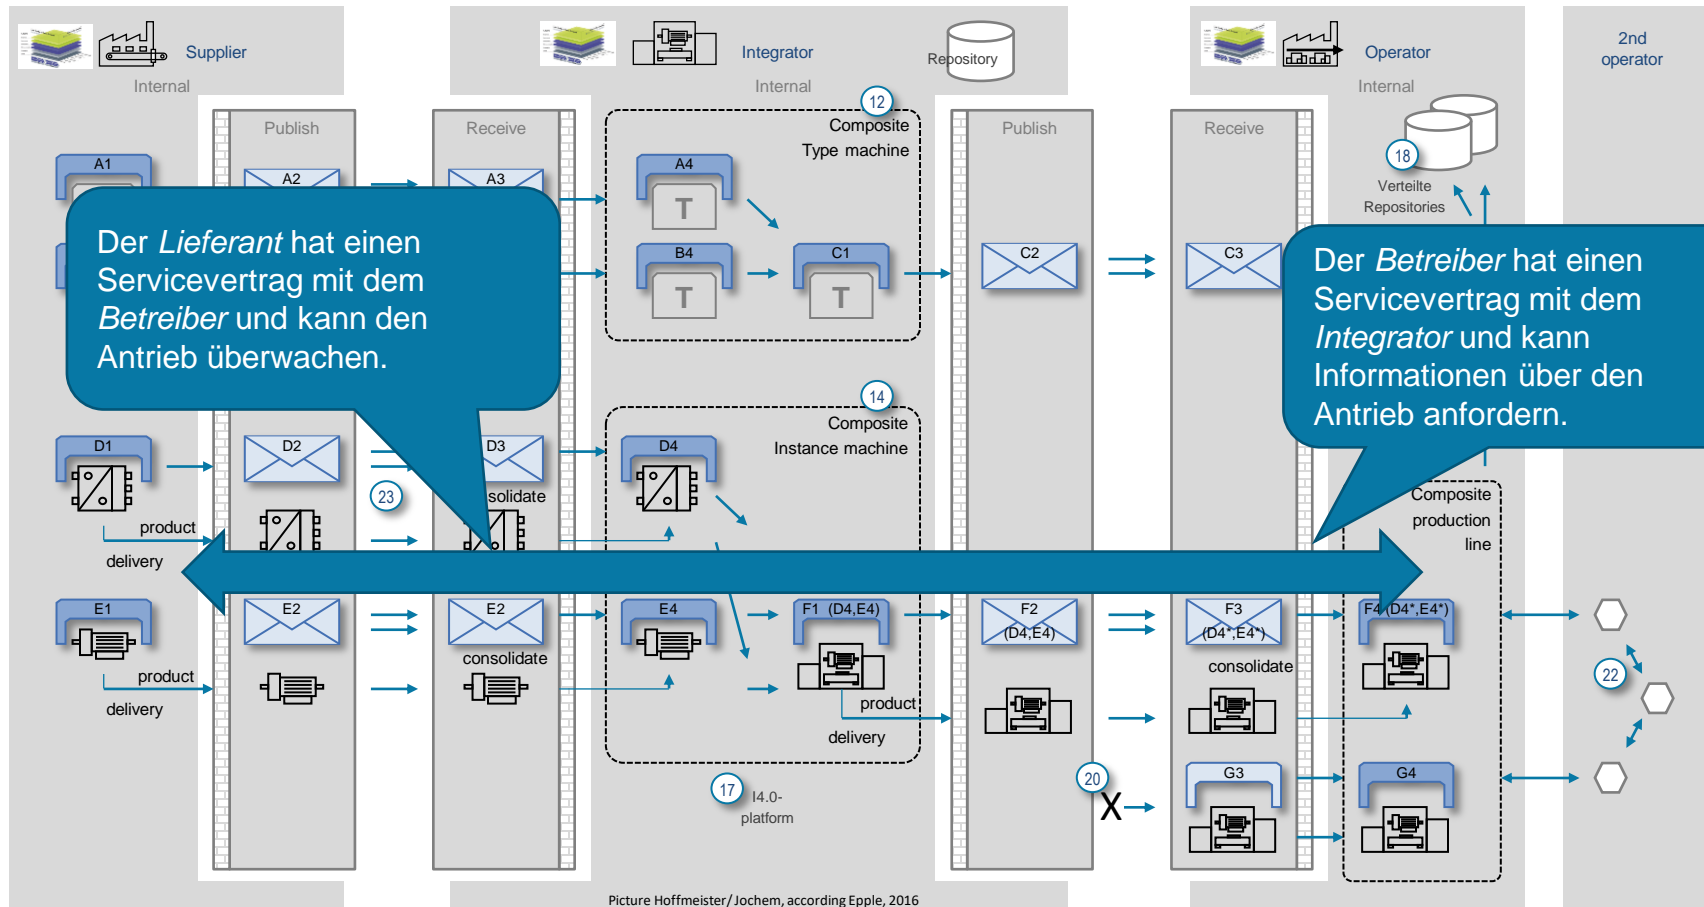 Supplier
Integrator
Repository
Operator
2nd
operator
Internal
Internal
Internal
Publish
Receive
12
Composite
Type machine
Publish
Receive
18
Verteilte
Repositories
A1
A2
A3
A4
T
B4
T
C1
T
C2
C3
Der Lieferant hat einen
Servicevertrag mit dem
Betreiber und kann den
Antrieb überwachen.
Der Betreiber hat einen
Servicevertrag mit dem
Integrator und kann
Informationen über den
Antrieb anfordern.
14
Composite
Instance machine
D1
D2
D3
D4
23
product
delivery
Composite
production
line
E1
E2
E2
E4
F1 (D4,E4)
F2
(D4,E4)
F3
(D4*,E4*)
F4 (D4*,E4*)
consolidate
consolidate
product
delivery
product
delivery
22
17
I4.0-
platform
20
X
G3
G4
Picture Hoffmeister/Jochem, according Epple, 2016